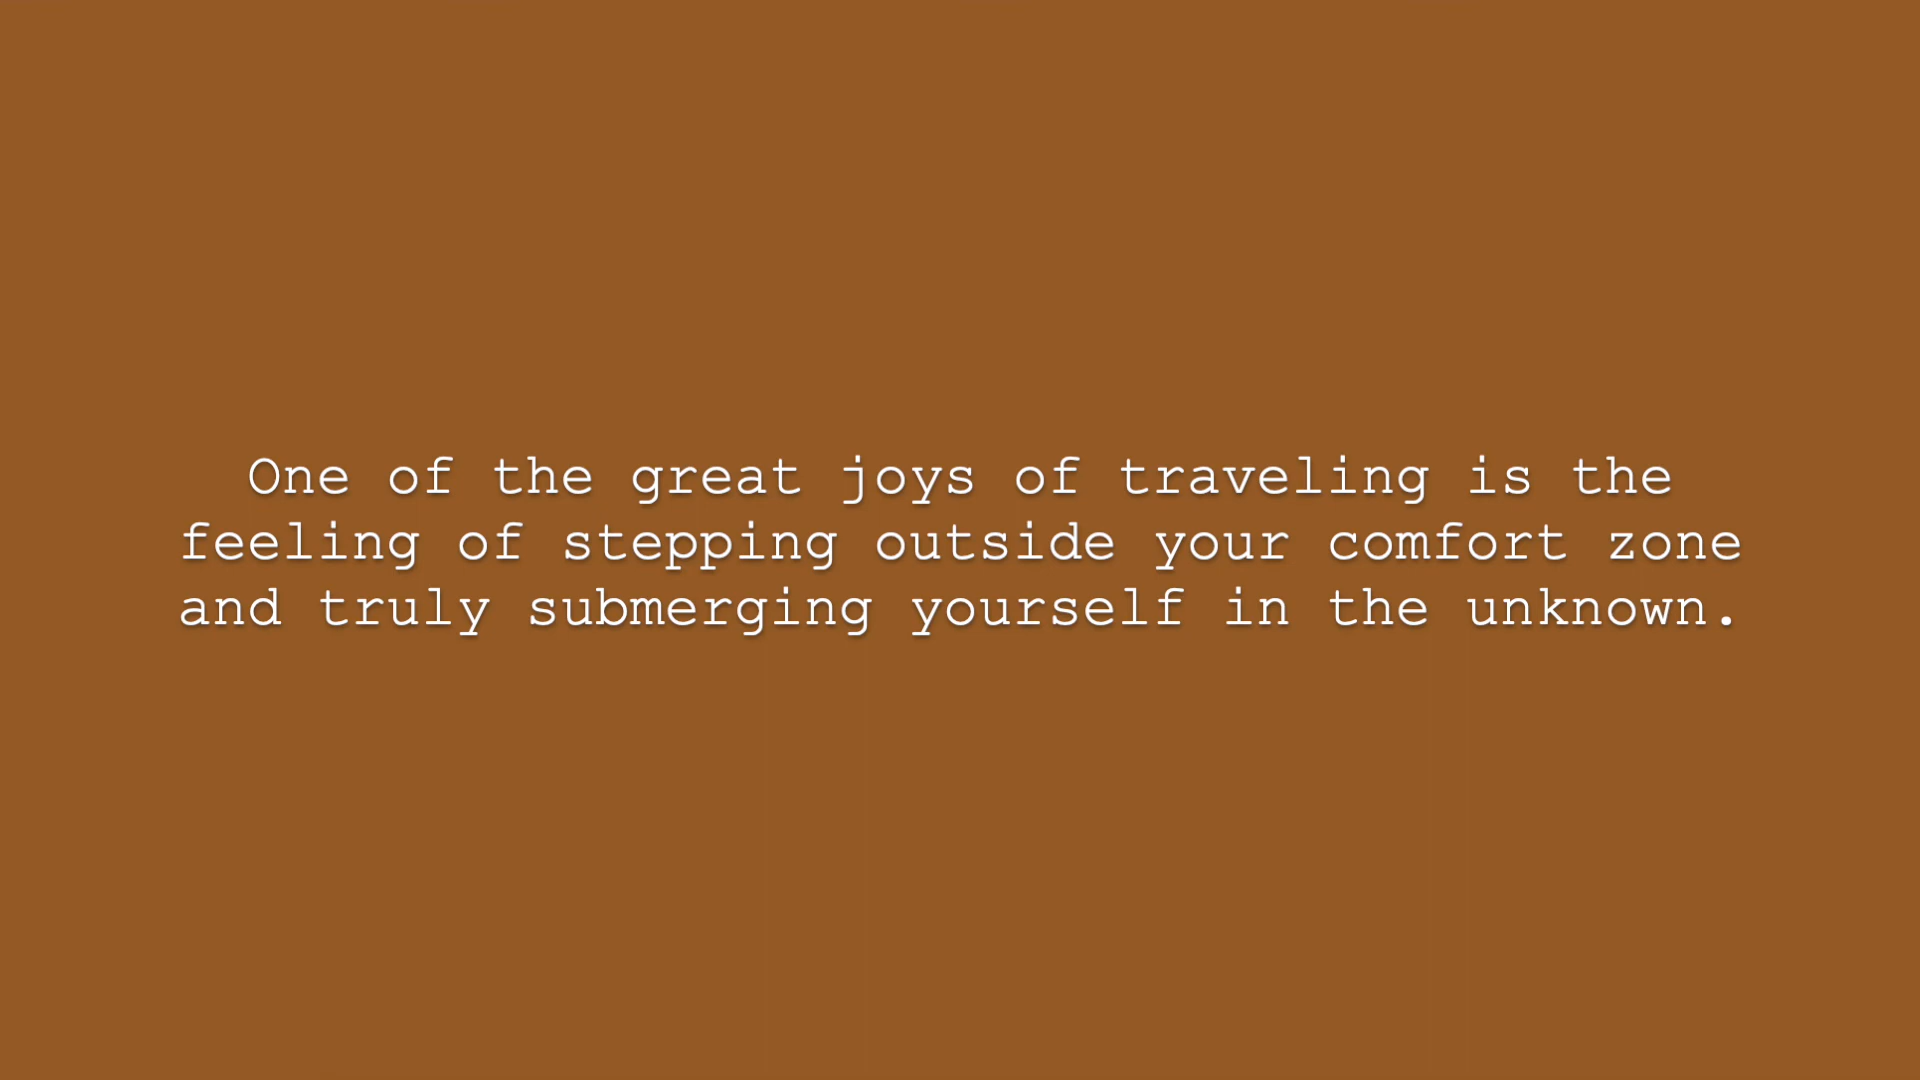 One of the great joys of traveling is the
feeling of stepping outside your comfort zone
and truly submerging yourself in the unknown.